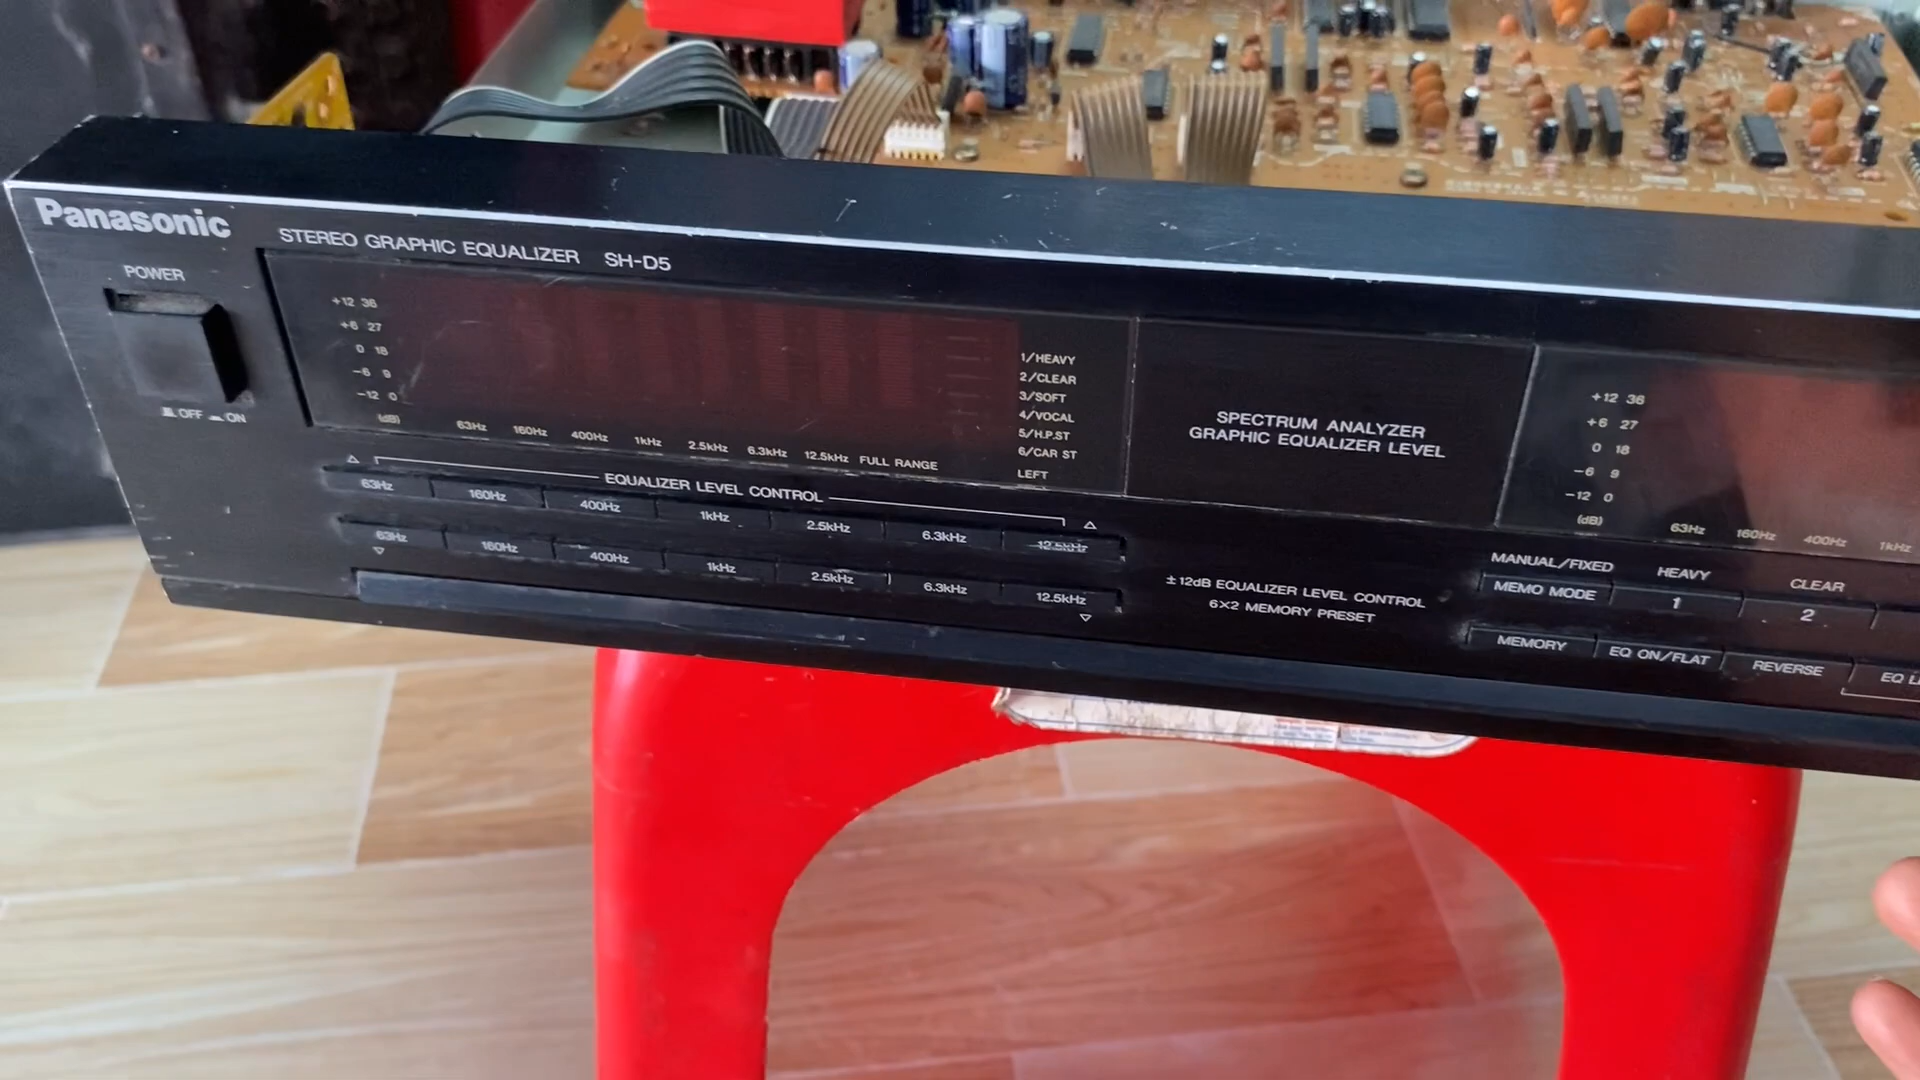 Panasonic
STEREO GRAPHIC EQUALIZER SH-D5
POWER
OFF ON
+12 36
+6 27
0 18
-6 9
-12 0
(dB)
63Hz 160Hz 400Hz 1kHz 2.5kHz 6.3kHz 12.5kHz FULL RANGE
1/HEAVY
2/CLEAR
3/SOFT
4/VOCAL
5/H.P.ST
6/CAR ST
LEFT
SPECTRUM ANALYZER
GRAPHIC EQUALIZER LEVEL
+12 36
+6 27
0 18
-6 9
-12 0
(dB)
63Hz 160Hz 400Hz 1kHz
EQUALIZER LEVEL CONTROL
63Hz 160Hz 400Hz 1kHz 2.5kHz 6.3kHz 12.5kHz
63Hz 160Hz 400Hz 1kHz 2.5kHz 6.3kHz 12.5kHz
±12dB EQUALIZER LEVEL CONTROL
6×2 MEMORY PRESET
MANUAL/FIXED HEAVY CLEAR
MEMO MODE 1 2
MEMORY EQ ON/FLAT REVERSE EQ